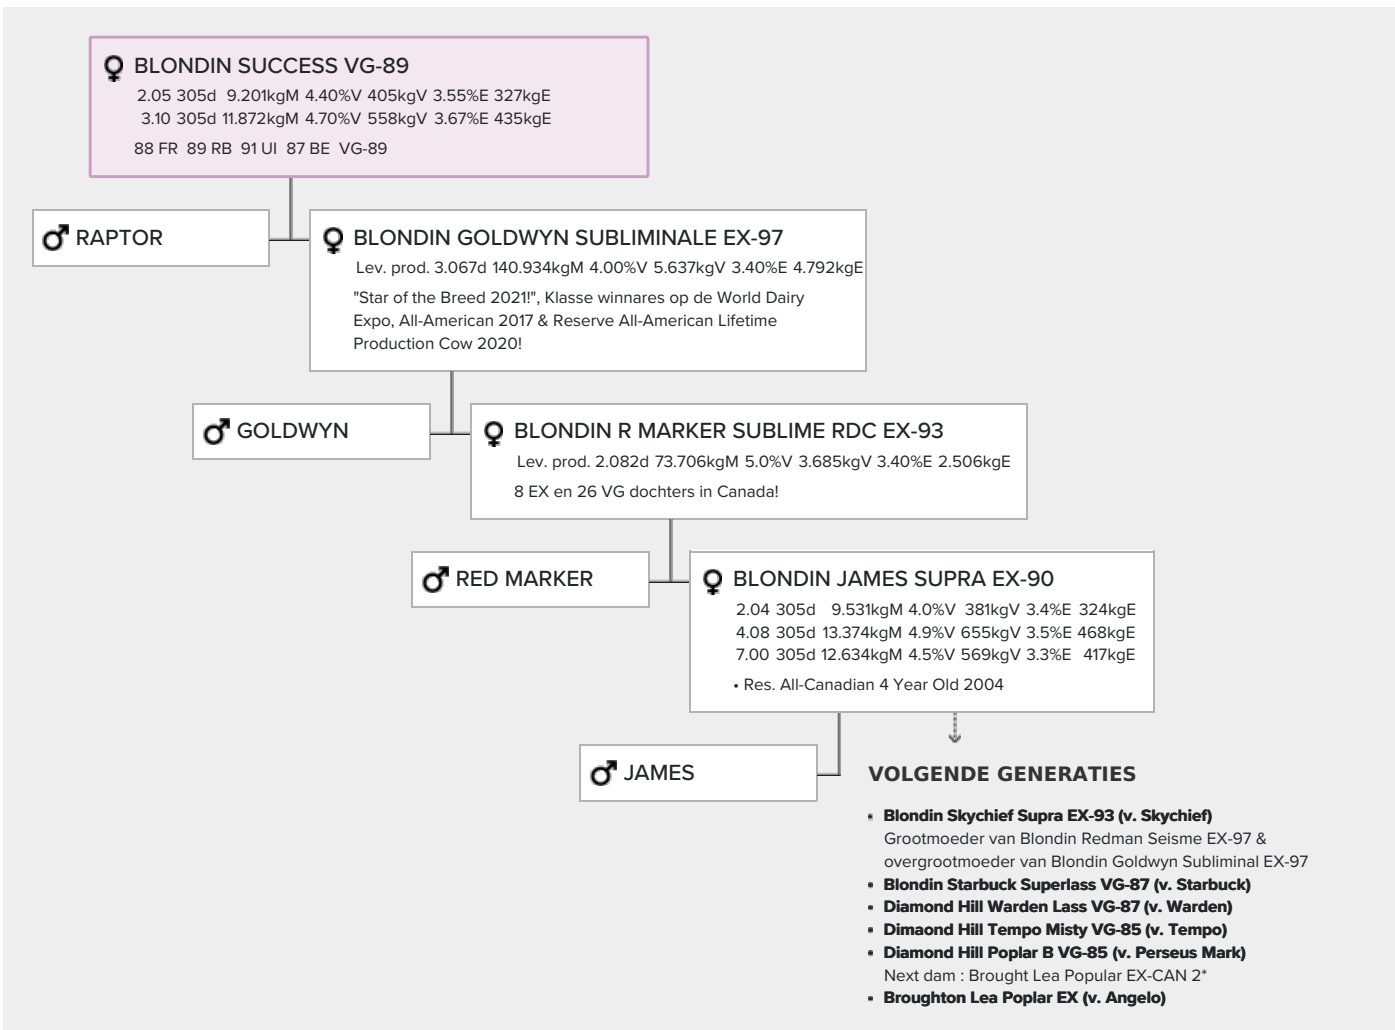 BLONDIN SUCCESS VG-89
2.05 305d 9.201kgM 4.40%V 405kgV 3.55%E 327kgE
3.10 305d 11.872kgM 4.70%V 558kgV 3.67%E 435kgE
88 FR 89 RB 91 UI 87 BE VG-89
RAPTOR
BLONDIN GOLDWYN SUBLIMINALE EX-97
Lev. prod. 3.067d 140.934kgM 4.00%V 5.637kgV 3.40%E 4.792kgE
"Star of the Breed 2021!", Klasse winnares op de World Dairy
Expo, All-American 2017 & Reserve All-American Lifetime
Production Cow 2020!
GOLDWYN
BLONDIN R MARKER SUBLIME RDC EX-93
Lev. prod. 2.082d 73.706kgM 5.0%V 3.685kgV 3.40%E 2.506kgE
8 EX en 26 VG dochters in Canada!
RED MARKER
BLONDIN JAMES SUPRA EX-90
2.04 305d 9.531kgM 4.0%V 381kgV 3.4%E 324kgE
4.08 305d 13.374kgM 4.9%V 655kgV 3.5%E 468kgE
7.00 305d 12.634kgM 4.5%V 569kgV 3.3%E 417kgE
• Res. All-Canadian 4 Year Old 2004
JAMES
VOLGENDE GENERATIES
• Blondin Skychief Supra EX-93 (v. Skychief)
Grootmoeder van Blondin Redman Seisme EX-97 &
overgrootmoeder van Blondin Goldwyn Subliminal EX-97
• Blondin Starbuck Superlass VG-87 (v. Starbuck)
• Diamond Hill Warden Lass VG-87 (v. Warden)
• Dimaond Hill Tempo Misty VG-85 (v. Tempo)
• Diamond Hill Poplar B VG-85 (v. Perseus Mark)
Next dam : Brought Lea Popular EX-CAN 2*
• Broughton Lea Poplar EX (v. Angelo)